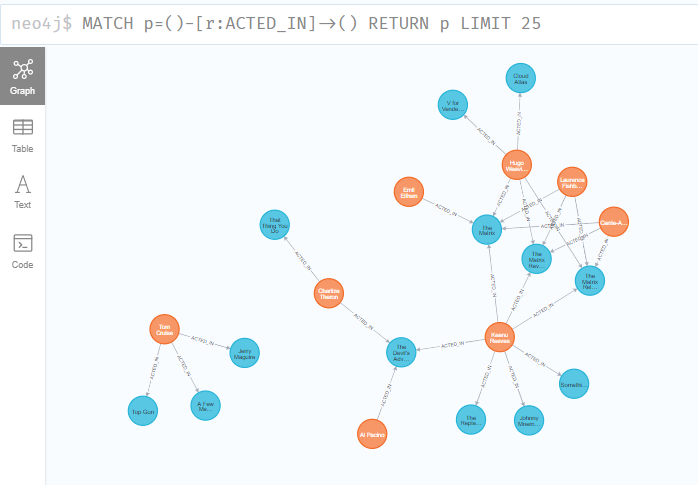 neo4j$ MATCH p=()-[r:ACTED_IN]->() RETURN p LIMIT 25
Graph
Table
Text
Code
Cloud
Atlas
V for
Vende...
ACTED_IN
ACTED_IN
Hugo
Weavi...
Laurence
Fishb...
Emil
Eifrem
ACTED_IN
ACTED_IN
ACTED_IN
Carrie-A...
That
Thing You
Do
The
Matrix
ACTED_IN
ACTED_IN
ACTED_IN
The
Matrix
Rev...
The
Matrix
Rel...
ACTED_IN
ACTED_IN
Charlize
Theron
ACTED_IN
ACTED_IN
ACTED_IN
ACTED_IN
Tom
Cruise
ACTED_IN
Jerry
Maguire
The
Devil's
Adv...
ACTED_IN
Keanu
Reeves
ACTED_IN
ACTED_IN
ACTED_IN
ACTED_IN
ACTED_IN
ACTED_IN
ACTED_IN
Somethi...
Top Gun
A Few
Me...
Al Pacino
The
Repla...
Johnny
Mnem...